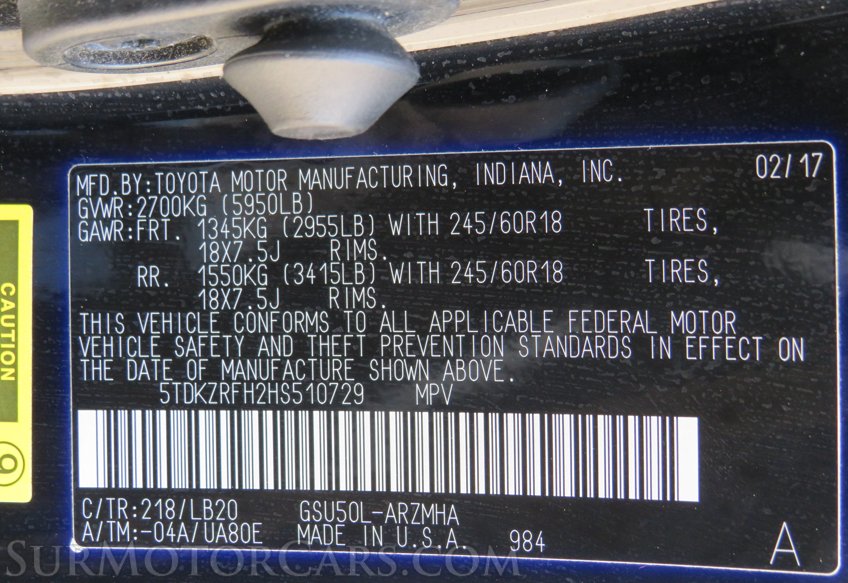 MFD.BY:TOYOTA MOTOR MANUFACTURING, INDIANA, INC. 02/17
GVWR:2700KG (5950LB)
GAWR:FRT. 1345KG (2955LB) WITH 245/60R18 TIRES,
18X7.5J RIMS.
RR. 1550KG (3415LB) WITH 245/60R18 TIRES,
18X7.5J RIMS.
THIS VEHICLE CONFORMS TO ALL APPLICABLE FEDERAL MOTOR
VEHICLE SAFETY AND THEFT PREVENTION STANDARDS IN EFFECT ON
THE DATE OF MANUFACTURE SHOWN ABOVE.
5TDKZRFH2HS510729 MPV
C/TR:218/LB20 GSU50L-ARZMHA
A/TM:-04A/UA80E MADE IN U.S.A. 984 A
CAUTION
SURMOTORCARS.COM